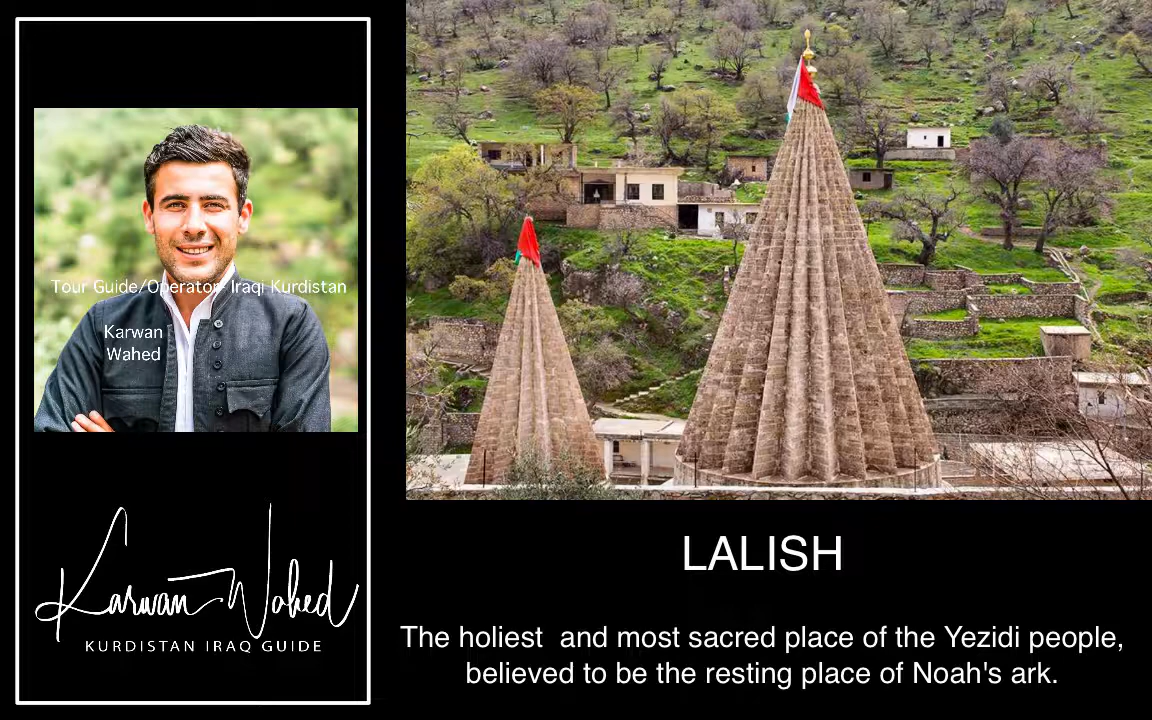 Tour Guide/Operator- Iraqi Kurdistan
Karwan
Wahed
Karwan Wahed
KURDISTAN IRAQ GUIDE
LALISH
The holiest  and most sacred place of the Yezidi people,
believed to be the resting place of Noah's ark.